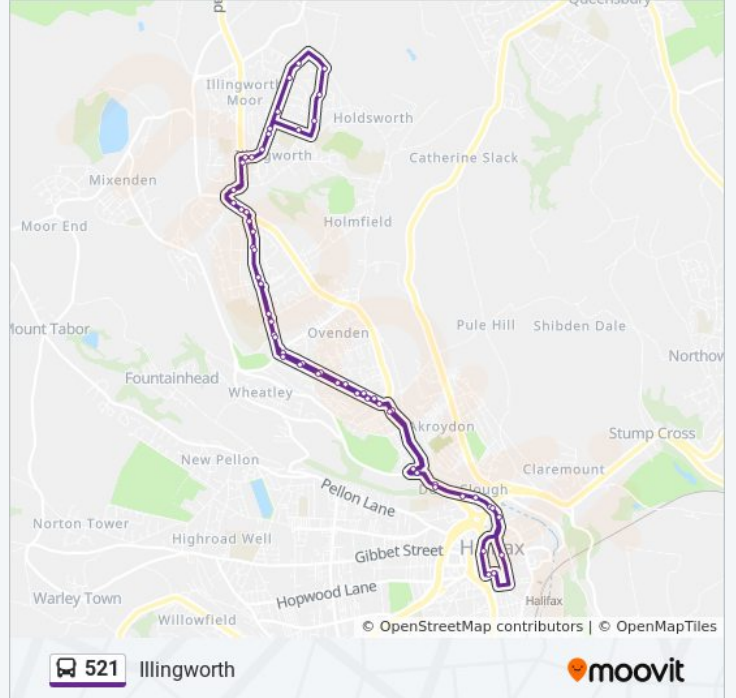 Queensbury
Illingworth
Moor
Holdsworth
Catherine Slack
Mixenden
Moor End
Holmfield
Mount Tabor
Ovenden
Pule Hill
Shibden Dale
Fountainhead
Wheatley
Akroydon
Stump Cross
New Pellon
Claremount
Pellon Lane
Norton Tower
Highroad Well
Gibbet Street
Hopwood Lane
Halifax
Warley Town
Willowfield
© OpenStreetMap contributors | © OpenMapTiles
521 Illingworth
moovit